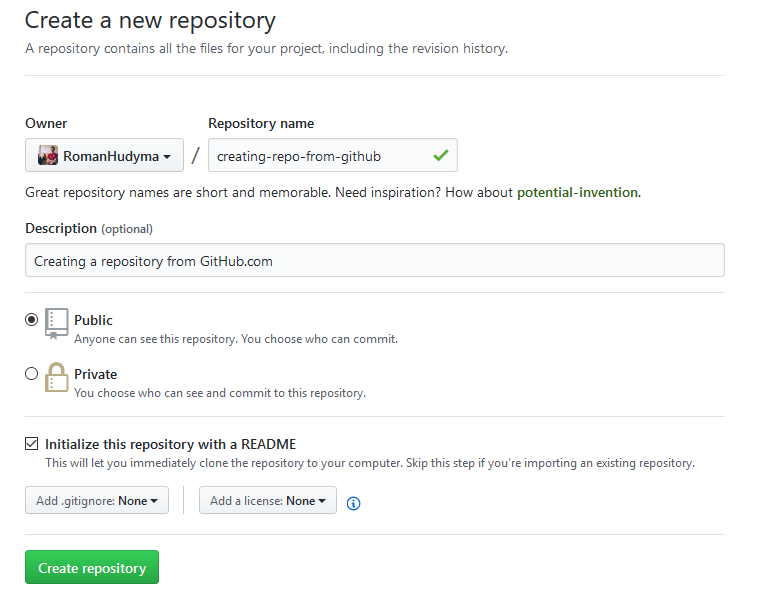 Create a new repository
A repository contains all the files for your project, including the revision history.
Owner
Repository name
RomanHudyma / creating-repo-from-github
Great repository names are short and memorable. Need inspiration? How about potential-invention.
Description (optional)
Creating a repository from GitHub.com
Public
Anyone can see this repository. You choose who can commit.
Private
You choose who can see and commit to this repository.
Initialize this repository with a README
This will let you immediately clone the repository to your computer. Skip this step if you're importing an existing repository.
Add .gitignore: None
Add a license: None
Create repository